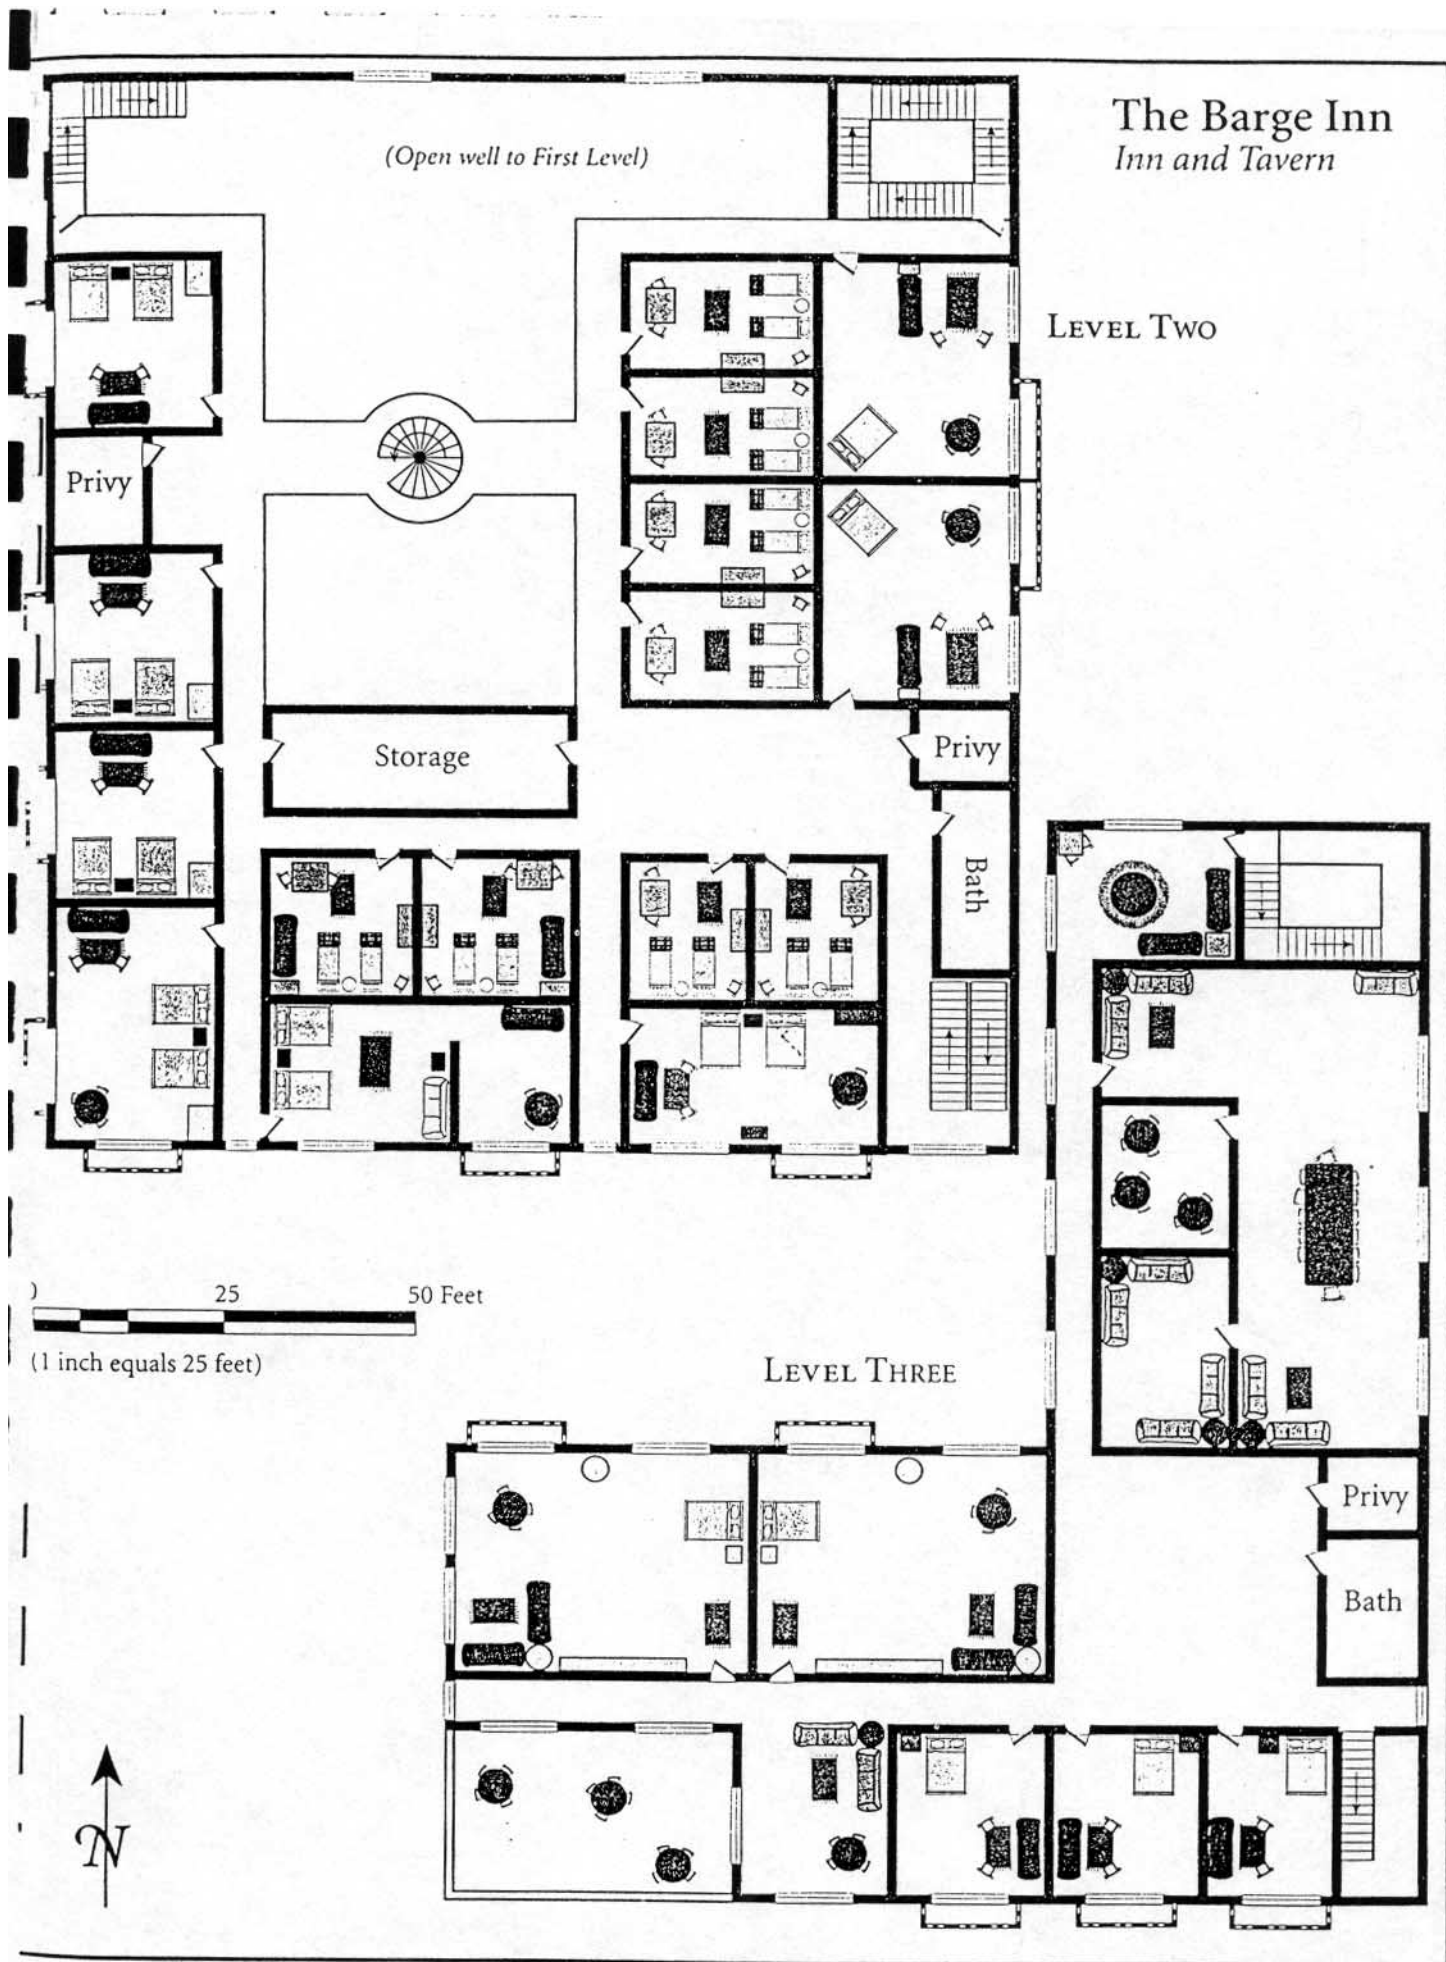 The Barge Inn
Inn and Tavern
(Open well to First Level)
LEVEL TWO
Privy
Storage
Privy
Bath
25 50 Feet
(1 inch equals 25 feet)
LEVEL THREE
Privy
Bath
N